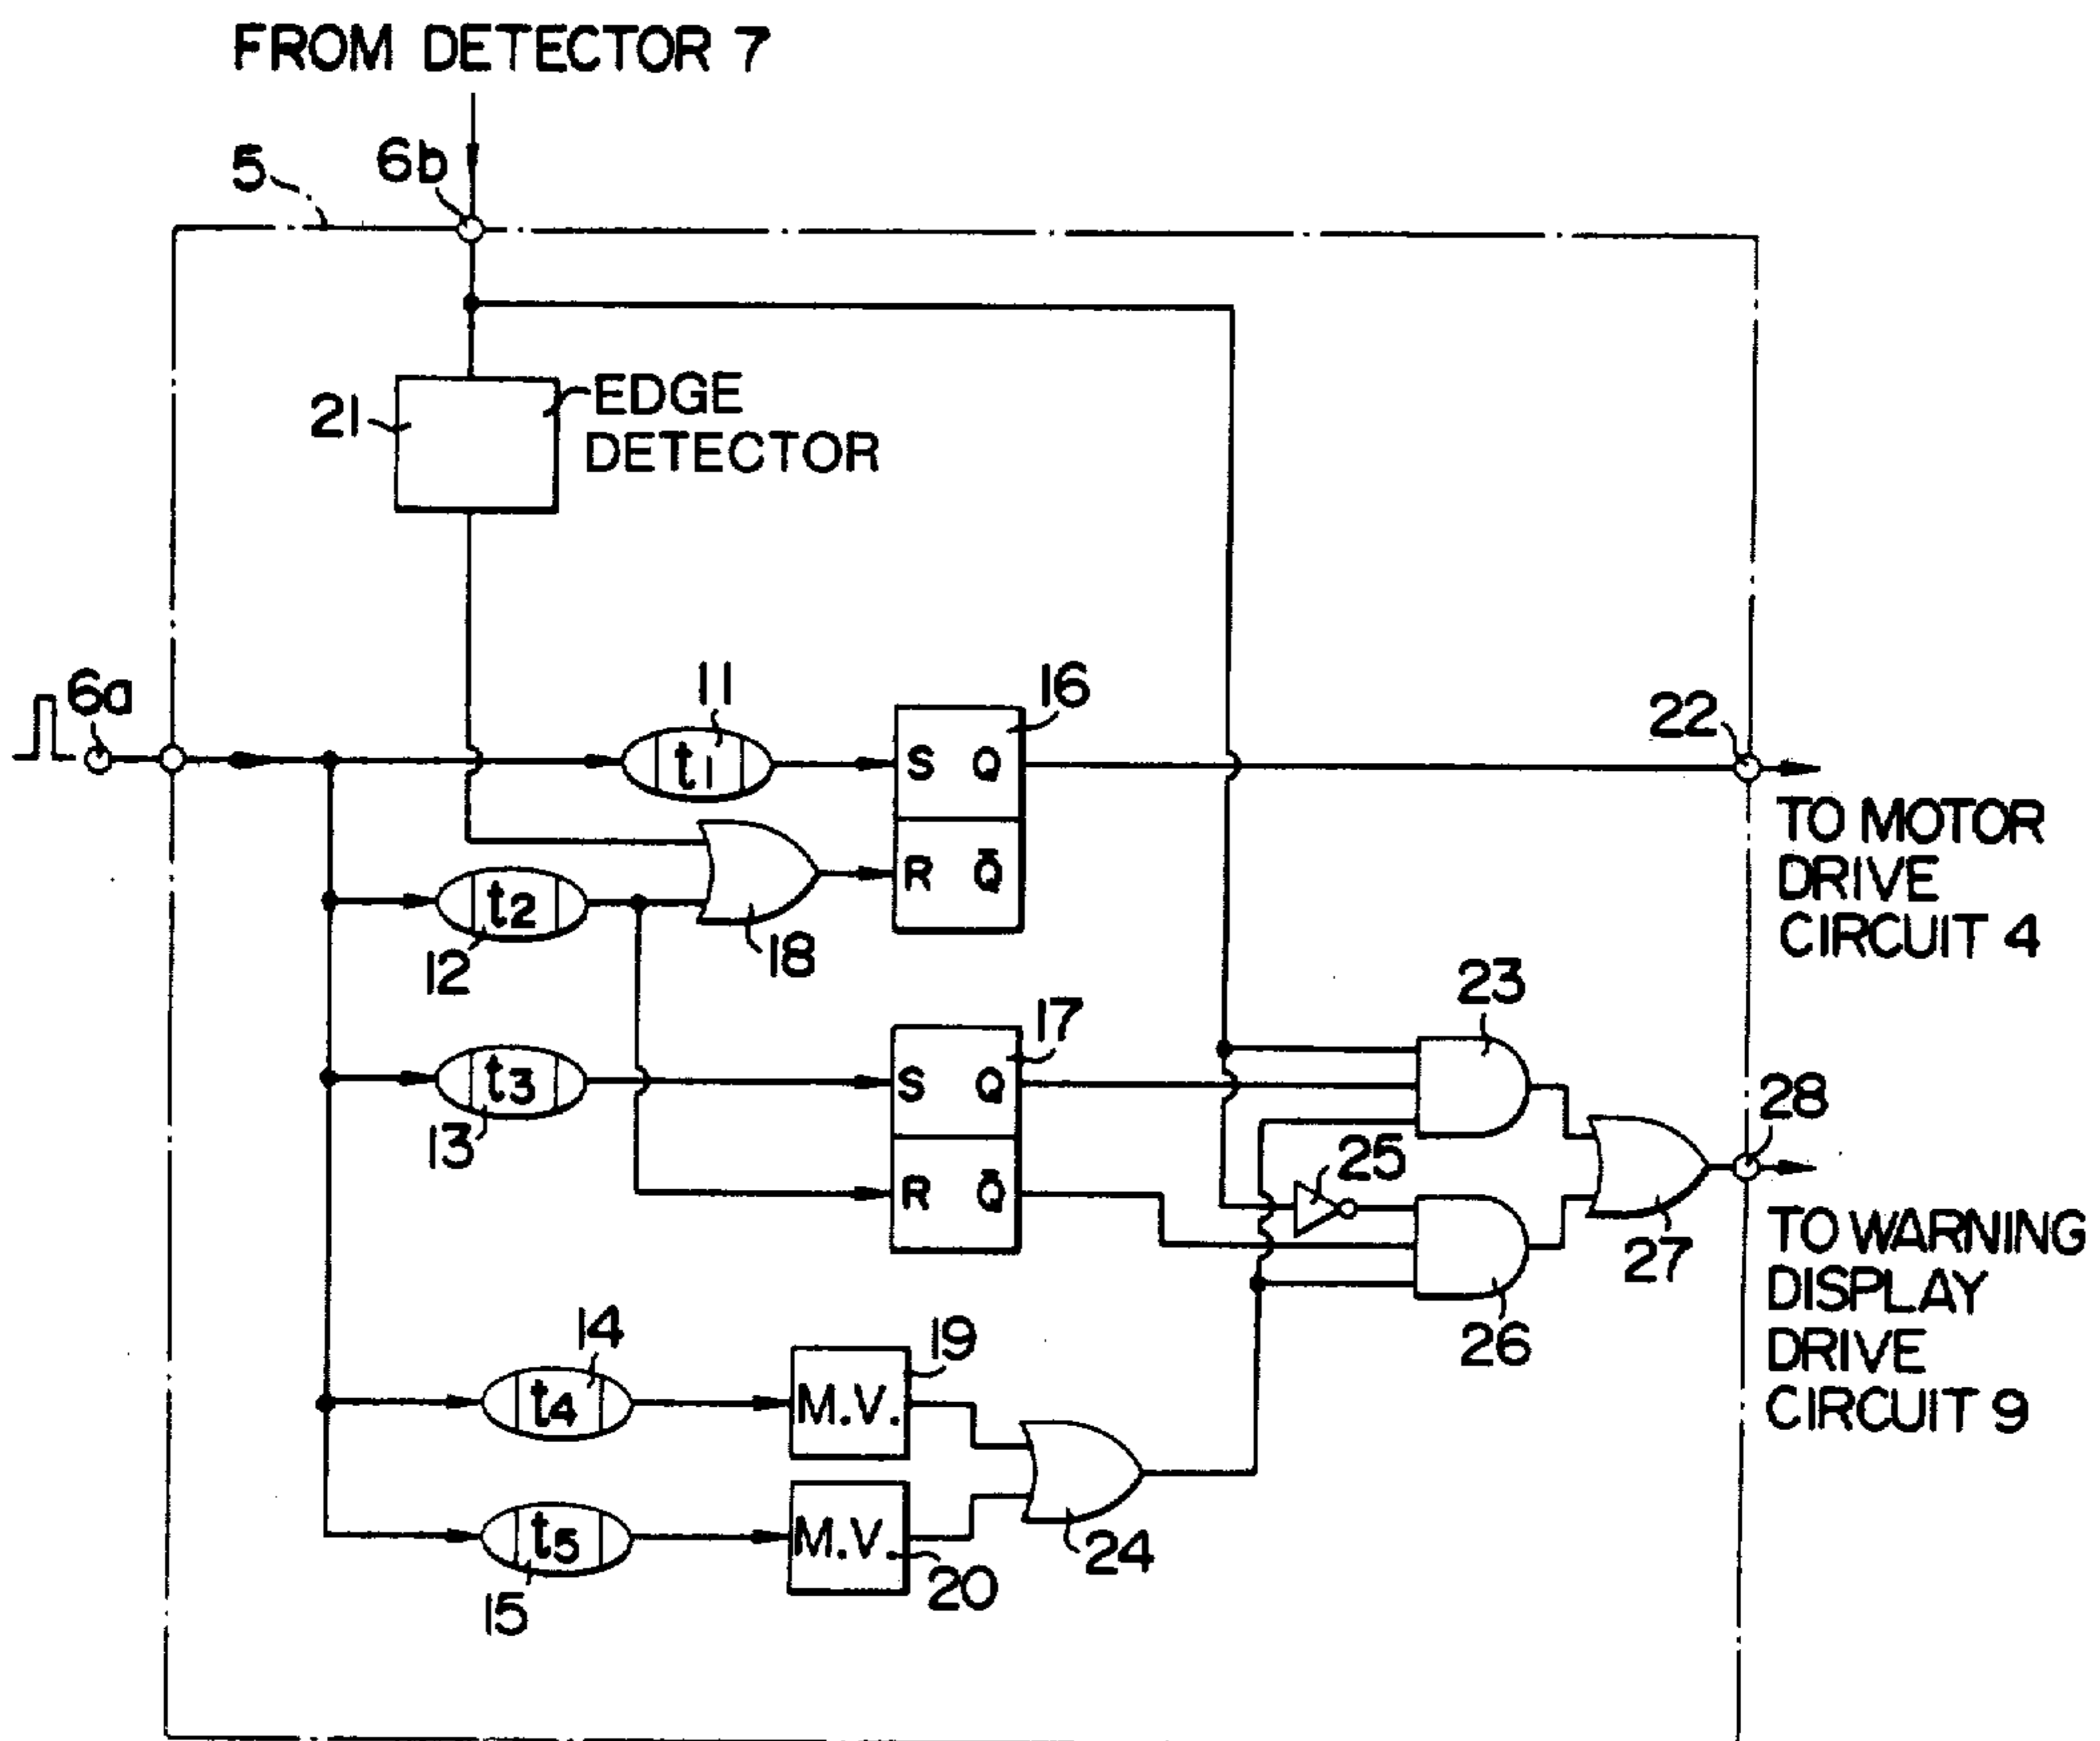 FROM DETECTOR 7
5
6b
21
EDGE
DETECTOR
6a
11
16
22
t1
S Q
TO MOTOR
DRIVE
CIRCUIT 4
t2
R Q̄
12
18
23
17
28
t3
S Q
13
25
R Q̄
TO WARNING
DISPLAY
DRIVE
CIRCUIT 9
27
14
19
26
t4
M.V.
t5
M.V.
24
15
20